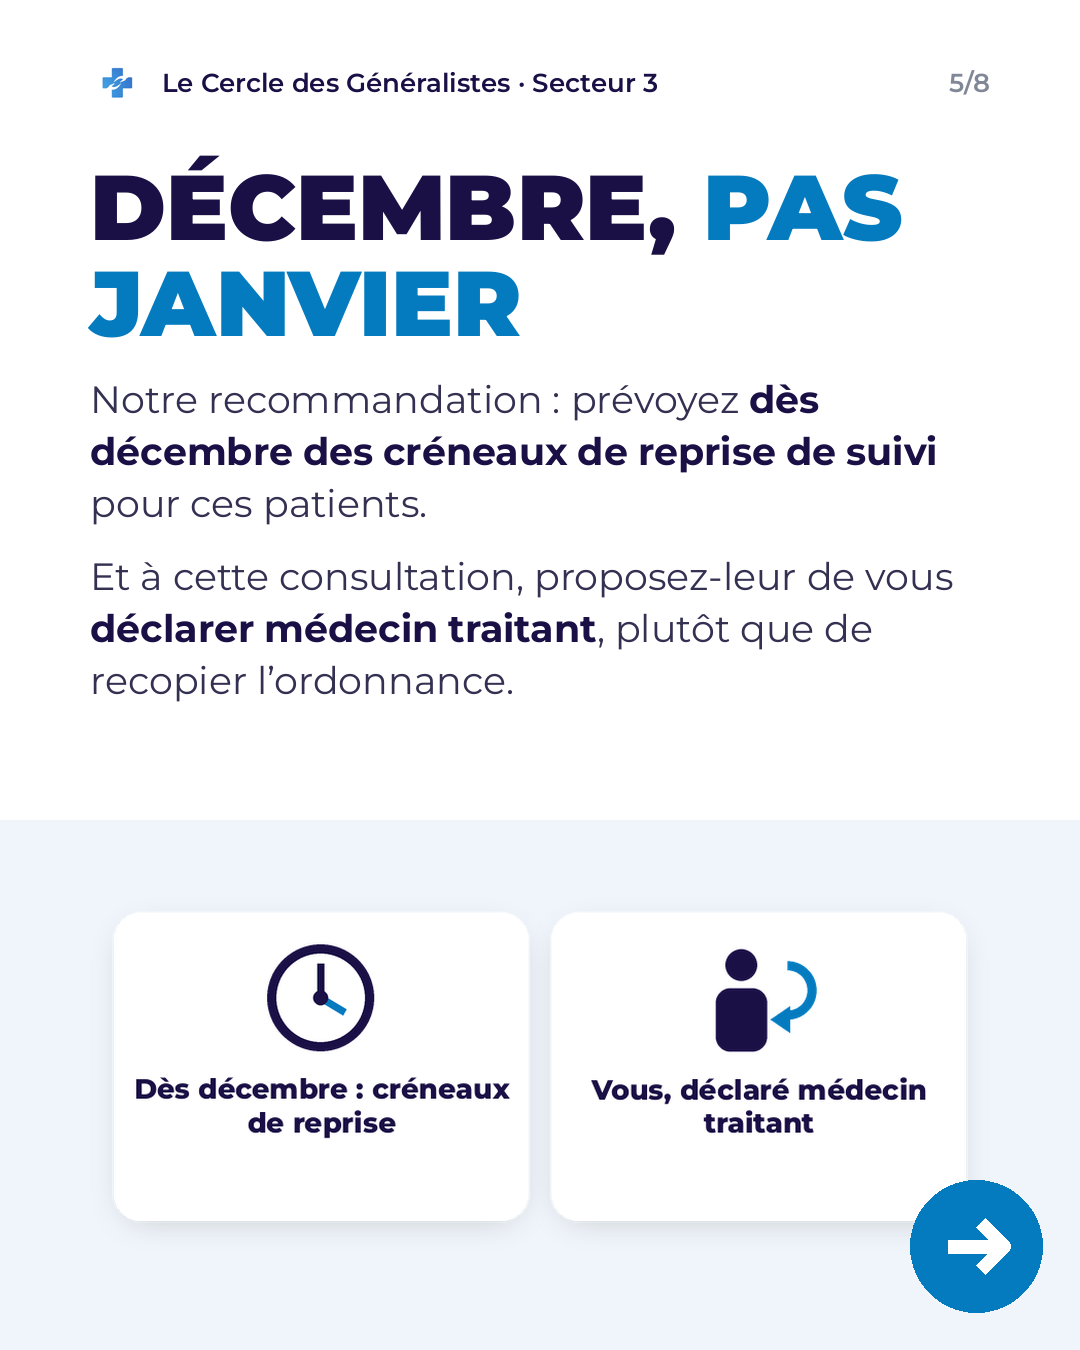 Le Cercle des Généralistes · Secteur 3
5/8
DÉCEMBRE, PAS
JANVIER
Notre recommandation : prévoyez dès
décembre des créneaux de reprise de suivi
pour ces patients.
Et à cette consultation, proposez-leur de vous
déclarer médecin traitant, plutôt que de
recopier l’ordonnance.
Dès décembre : créneaux
de reprise
Vous, déclaré médecin
traitant